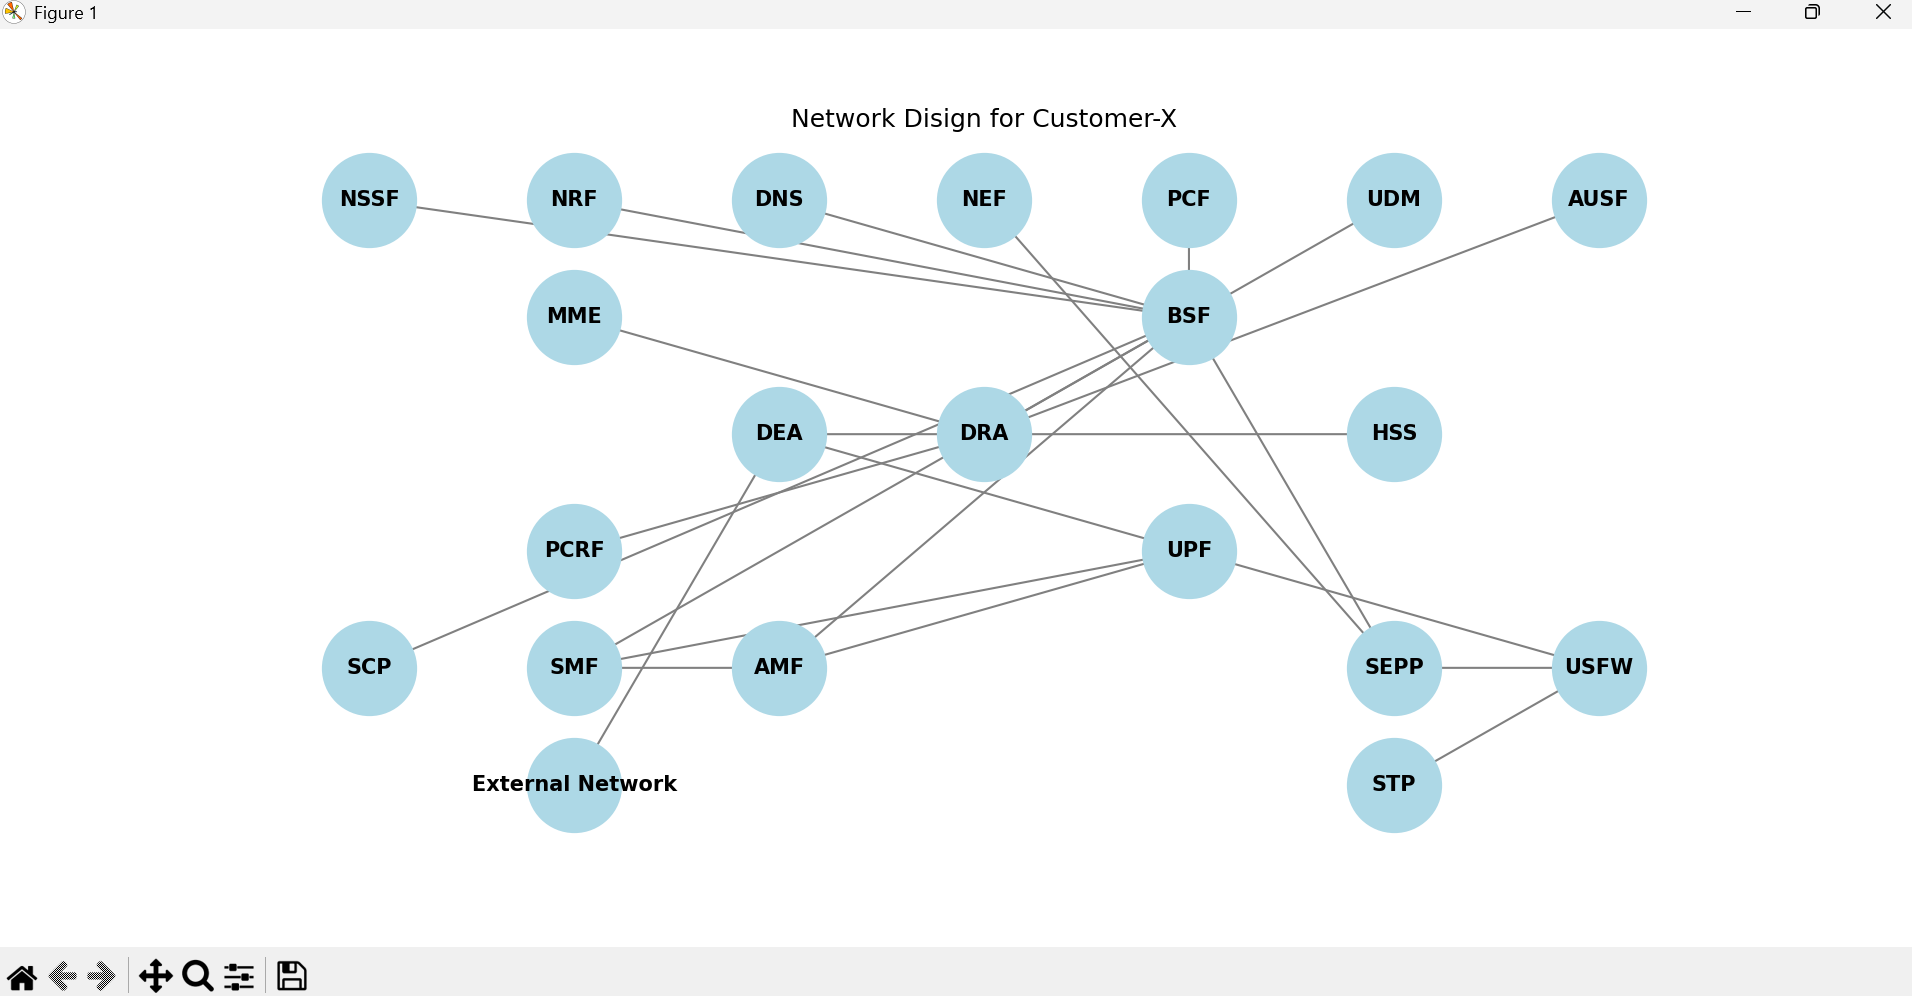 Figure 1
Network Disign for Customer-X
NSSF
NRF
DNS
NEF
PCF
UDM
AUSF
MME
BSF
DEA
DRA
HSS
PCRF
UPF
SCP
SMF
AMF
SEPP
USFW
External Network
STP